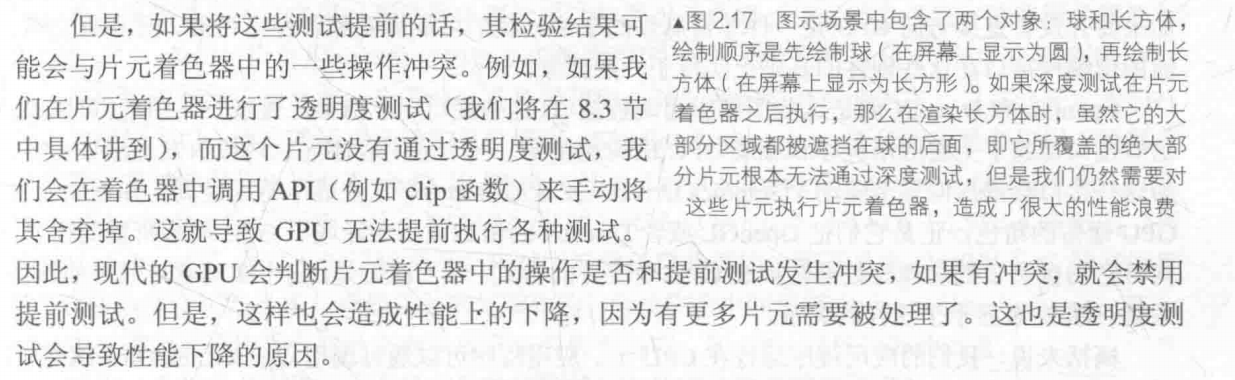 但是，如果将这些测试提前的话，其检验结果可
能会与片元着色器中的一些操作冲突。例如，如果我
们在片元着色器进行了透明度测试（我们将在 8.3 节
中具体讲到），而这个片元没有通过透明度测试，我
们会在着色器中调用 API（例如 clip 函数）来手动将
其舍弃掉。这就导致 GPU 无法提前执行各种测试。
▲图 2.17 图示场景中包含了两个对象：球和长方体，
绘制顺序是先绘制球（在屏幕上显示为圆），再绘制长
方体（在屏幕上显示为长方形）。如果深度测试在片元
着色器之后执行，那么在渲染长方体时，虽然它的大
部分区域都被遮挡在球的后面，即它所覆盖的绝大部
分片元根本无法通过深度测试，但是我们仍然需要对
这些片元执行片元着色器，造成了很大的性能浪费
因此，现代的 GPU 会判断片元着色器中的操作是否和提前测试发生冲突，如果有冲突，就会禁用
提前测试。但是，这样也会造成性能上的下降，因为有更多片元需要被处理了。这也是透明度测
试会导致性能下降的原因。